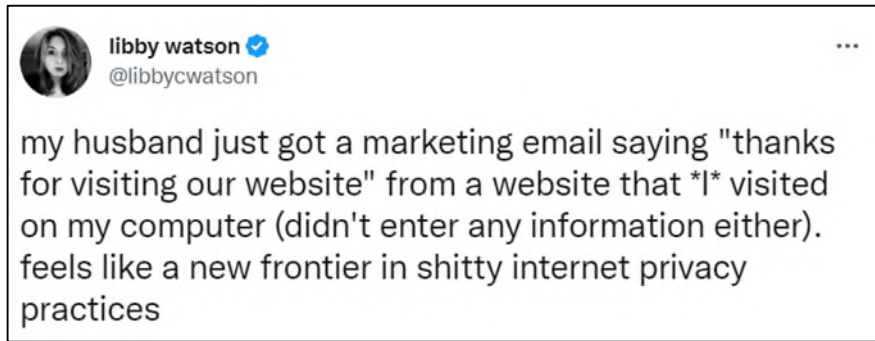 libby watson
@libbycwatson
my husband just got a marketing email saying "thanks
for visiting our website" from a website that *I* visited
on my computer (didn't enter any information either).
feels like a new frontier in shitty internet privacy
practices